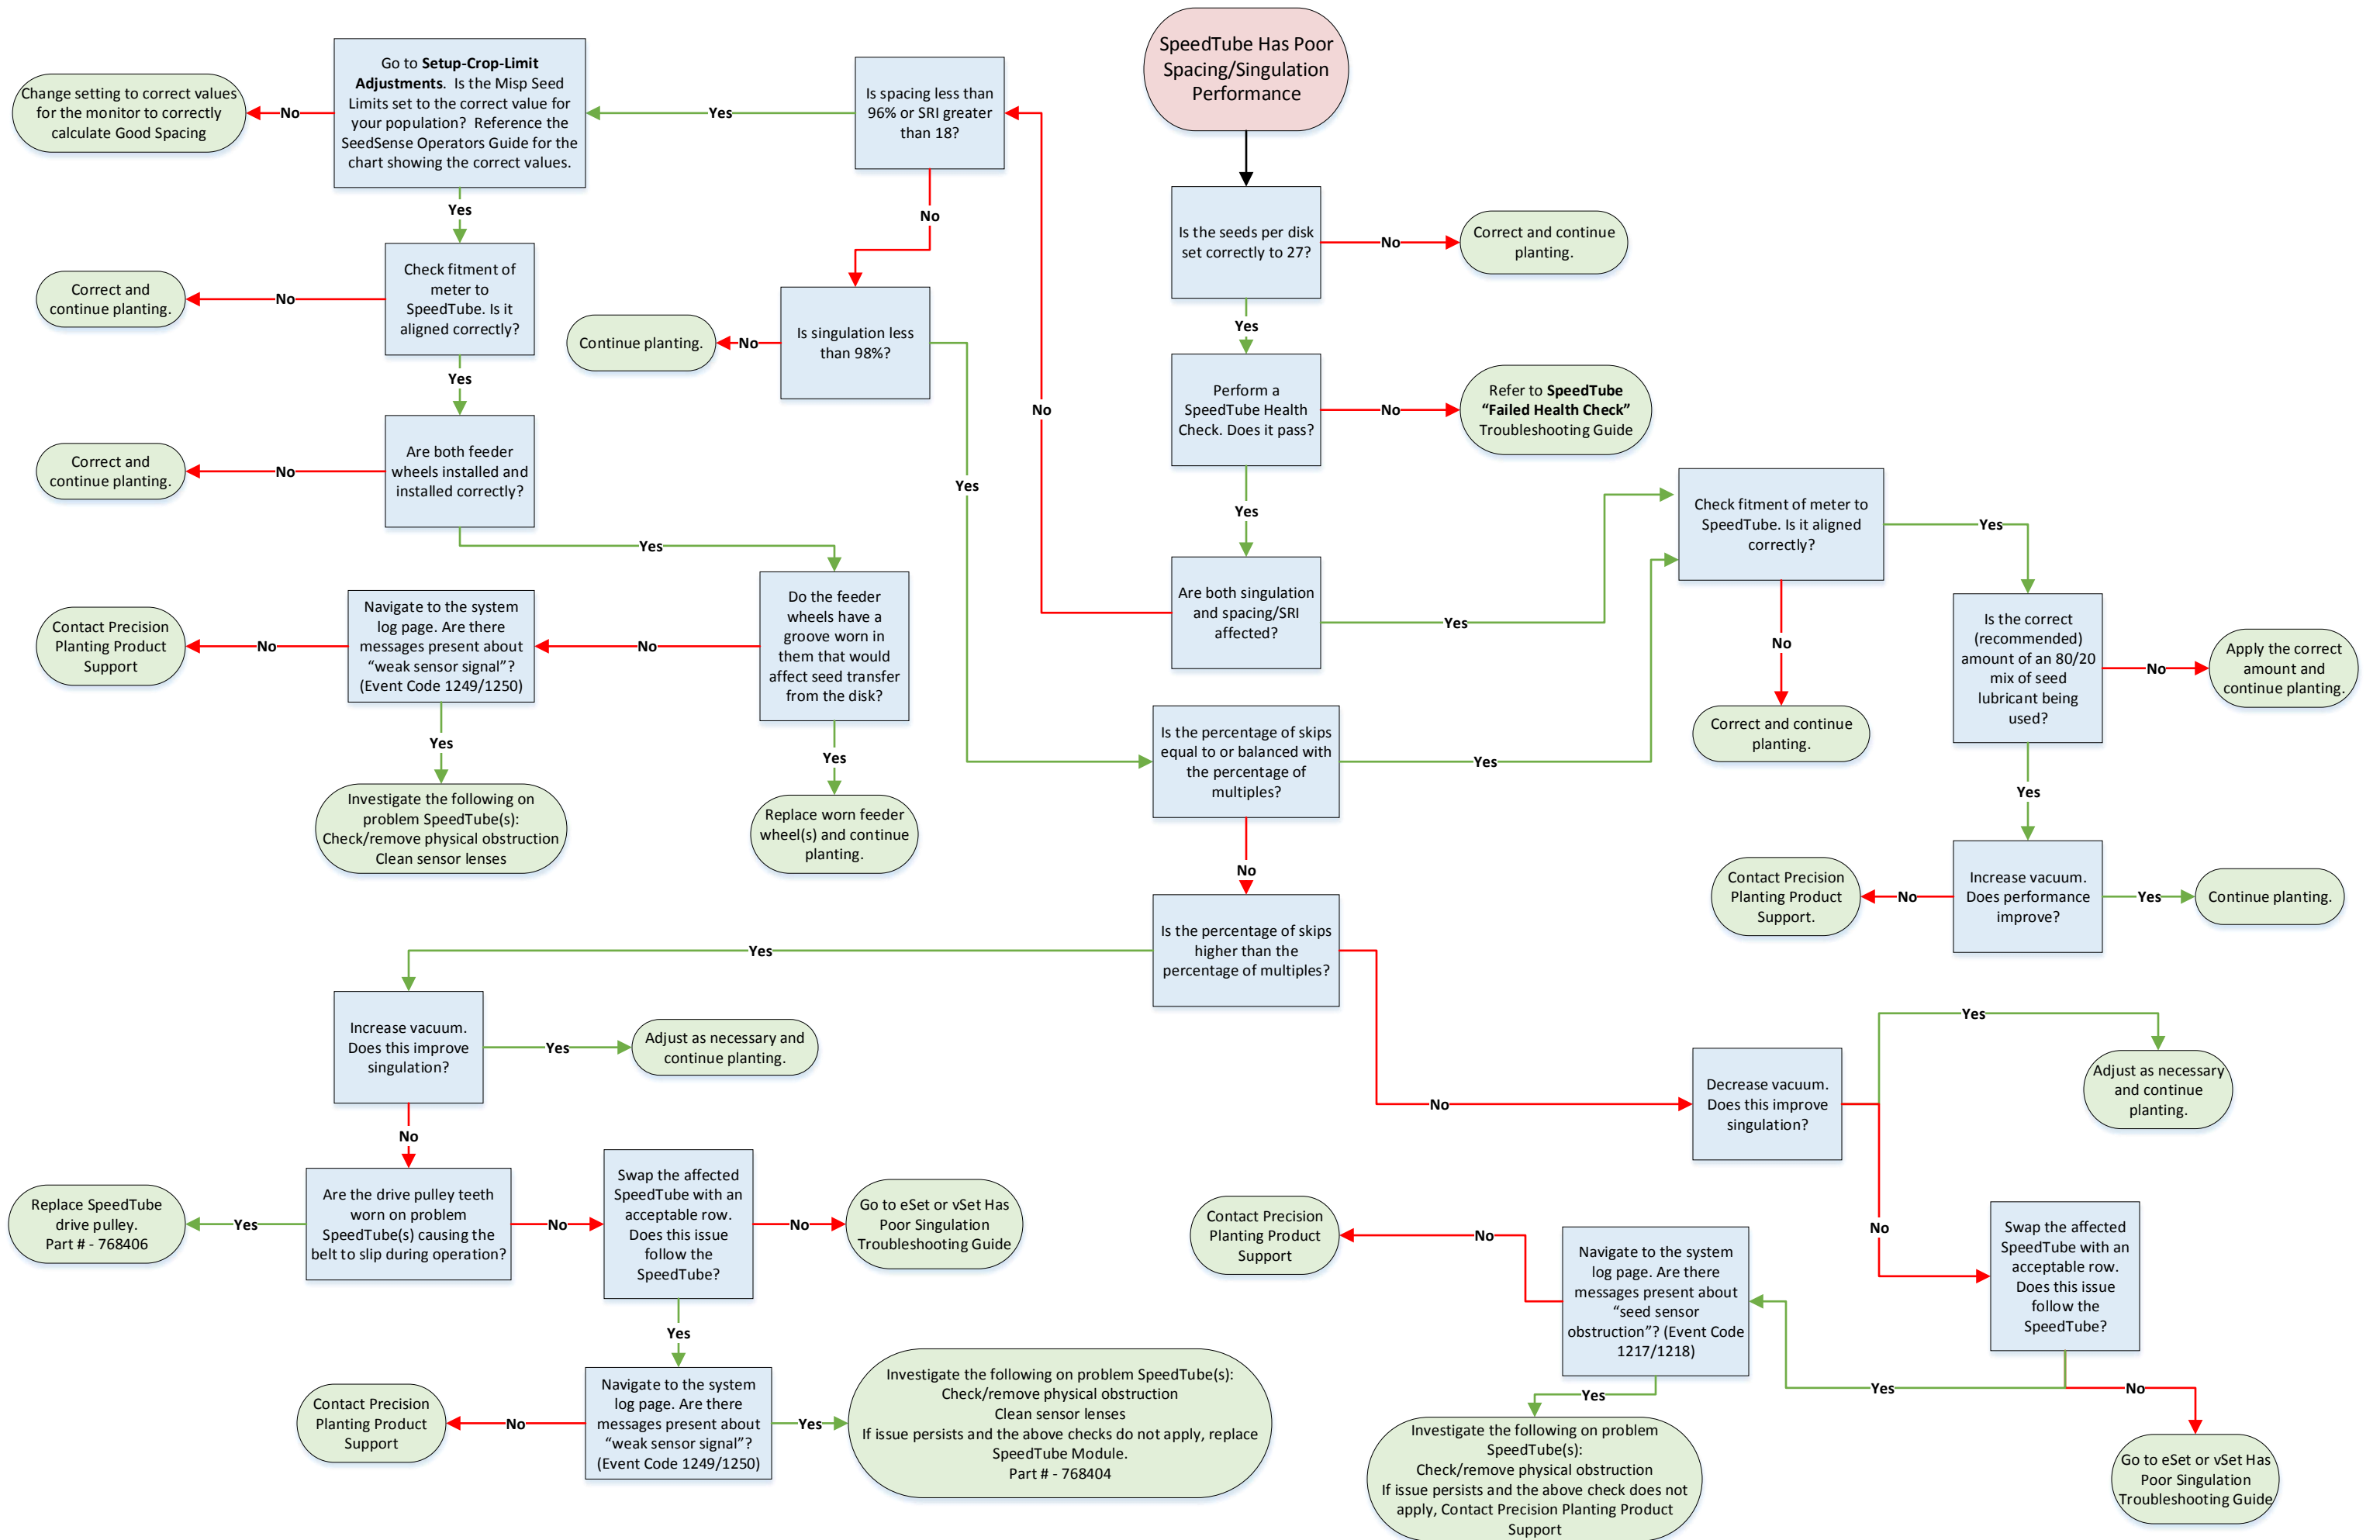 SpeedTube Has Poor
Spacing/Singulation
Performance
Go to Setup-Crop-Limit
Adjustments. Is the Misp Seed
Limits set to the correct value for
your population? Reference the
SeedSense Operators Guide for the
chart showing the correct values.
Is spacing less than
96% or SRI greater
than 18?
Yes
No
Change setting to correct values
for the monitor to correctly
calculate Good Spacing
Yes
No
Is the seeds per disk
set correctly to 27?
No
Correct and continue
planting.
Check fitment of
meter to
SpeedTube. Is it
aligned correctly?
No
Correct and
continue planting.
Is singulation less
than 98%?
No
Continue planting.
Yes
Yes
Perform a
SpeedTube Health
Check. Does it pass?
No
Refer to SpeedTube
“Failed Health Check”
Troubleshooting Guide
No
Are both feeder
wheels installed and
installed correctly?
No
Correct and
continue planting.
Yes
Yes
Yes
Check fitment of meter to
SpeedTube. Is it aligned
correctly?
Yes
Are both singulation
and spacing/SRI
affected?
Yes
No
Correct and continue
planting.
Do the feeder
wheels have a
groove worn in
them that would
affect seed transfer
from the disk?
No
Navigate to the system
log page. Are there
messages present about
“weak sensor signal”?
(Event Code 1249/1250)
No
Contact Precision
Planting Product
Support
Is the correct
(recommended)
amount of an 80/20
mix of seed
lubricant being
used?
No
Apply the correct
amount and
continue planting.
Yes
Investigate the following on
problem SpeedTube(s):
Check/remove physical obstruction
Clean sensor lenses
Yes
Replace worn feeder
wheel(s) and continue
planting.
Is the percentage of skips
equal to or balanced with
the percentage of
multiples?
Yes
Yes
No
Increase vacuum.
Does performance
improve?
No
Contact Precision
Planting Product
Support.
Yes
Continue planting.
Is the percentage of skips
higher than the
percentage of multiples?
Yes
No
Increase vacuum.
Does this improve
singulation?
Yes
Adjust as necessary and
continue planting.
Decrease vacuum.
Does this improve
singulation?
Yes
Adjust as necessary
and continue
planting.
No
Are the drive pulley teeth
worn on problem
SpeedTube(s) causing the
belt to slip during operation?
Yes
Replace SpeedTube
drive pulley.
Part # - 768406
No
Swap the affected
SpeedTube with an
acceptable row.
Does this issue
follow the
SpeedTube?
No
Go to eSet or vSet Has
Poor Singulation
Troubleshooting Guide
Yes
Navigate to the system
log page. Are there
messages present about
“weak sensor signal”?
(Event Code 1249/1250)
No
Contact Precision
Planting Product
Support
Yes
Investigate the following on problem SpeedTube(s):
Check/remove physical obstruction
Clean sensor lenses
If issue persists and the above checks do not apply, replace
SpeedTube Module.
Part # - 768404
No
Swap the affected
SpeedTube with an
acceptable row.
Does this issue
follow the
SpeedTube?
Yes
Navigate to the system
log page. Are there
messages present about
“seed sensor
obstruction”? (Event Code
1217/1218)
No
Contact Precision
Planting Product
Support
Yes
Investigate the following on problem
SpeedTube(s):
Check/remove physical obstruction
If issue persists and the above check does not
apply, Contact Precision Planting Product
Support
No
Go to eSet or vSet Has
Poor Singulation
Troubleshooting Guide